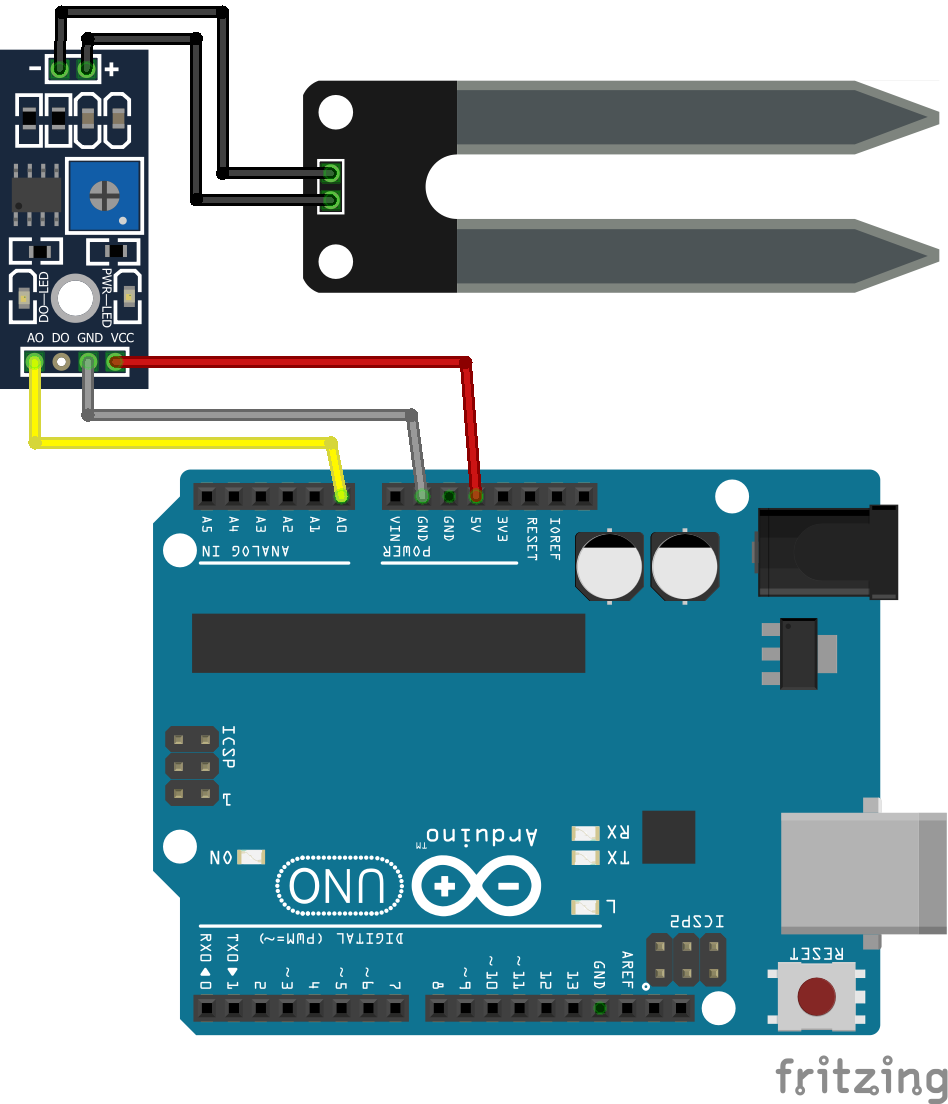 - +
DO-LED
PWR-LED
AO DO GND VCC
A5 A4 A3 A2 A1 A0
VIN GND GND 5V 3V3 RESET IOREF
ANALOG IN
POWER
ICSP
1
Arduino
TM
RX
TX
ON
UNO
+ -
L
ICSP2
DIGITAL (PWM=~)
RESET
RX0◀0 TX0▶1 2 ~3 4 ~5 ~6 7
8 ~9 ~10 ~11 12 13 GND AREF
fritzing